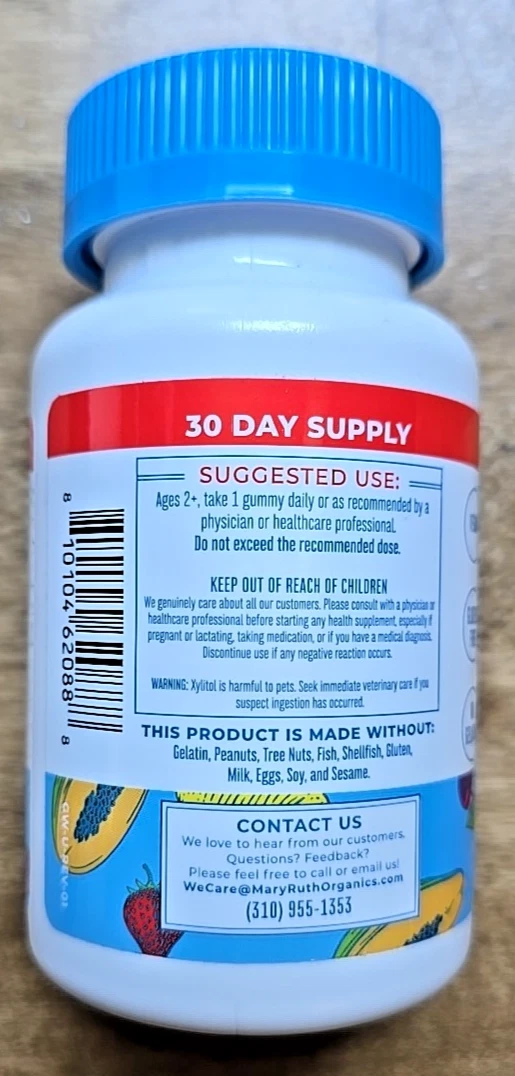 30 DAY SUPPLY
SUGGESTED USE:
Ages 2+, take 1 gummy daily or as recommended by a
physician or healthcare professional.
Do not exceed the recommended dose.
KEEP OUT OF REACH OF CHILDREN
We genuinely care about all our customers. Please consult with a physician or
healthcare professional before starting any health supplement, especially if
pregnant or lactating, taking medication, or if you have a medical diagnosis.
Discontinue use if any negative reaction occurs.
WARNING: Xylitol is harmful to pets. Seek immediate veterinary care if you
suspect ingestion has occurred.
THIS PRODUCT IS MADE WITHOUT:
Gelatin, Peanuts, Tree Nuts, Fish, Shellfish, Gluten,
Milk, Eggs, Soy, and Sesame.
CONTACT US
We love to hear from our customers.
Questions? Feedback?
Please feel free to call or email us!
WeCare@MaryRuthOrganics.com
(310) 955-1353
8 10104 62088 8